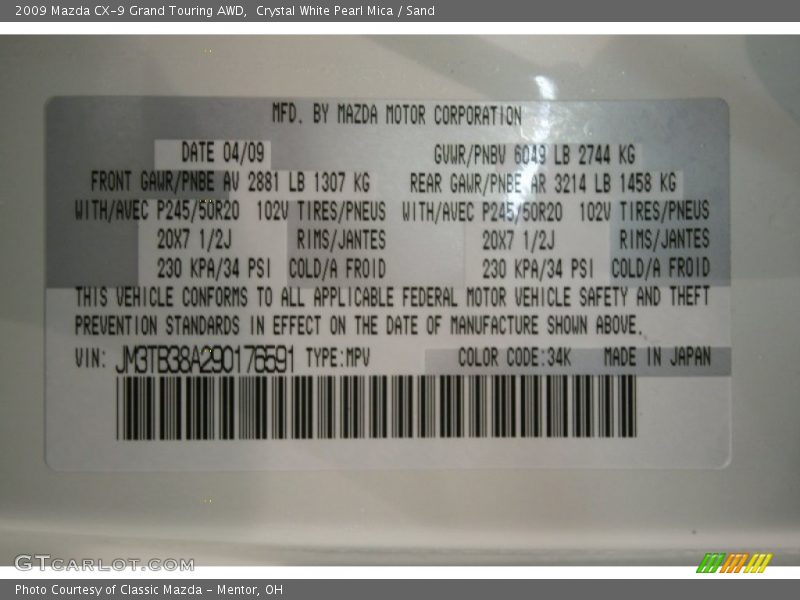 2009 Mazda CX-9 Grand Touring AWD,  Crystal White Pearl Mica / Sand
MFD. BY MAZDA MOTOR CORPORATION
DATE 04/09 GVWR/PNBV 6049 LB 2744 KG
FRONT GAWR/PNBE AV 2881 LB 1307 KG REAR GAWR/PNBE AR 3214 LB 1458 KG
WITH/AVEC P245/50R20 102V TIRES/PNEUS WITH/AVEC P245/50R20 102V TIRES/PNEUS
20X7 1/2J RIMS/JANTES 20X7 1/2J RIMS/JANTES
230 KPA/34 PSI COLD/A FROID 230 KPA/34 PSI COLD/A FROID
THIS VEHICLE CONFORMS TO ALL APPLICABLE FEDERAL MOTOR VEHICLE SAFETY AND THEFT
PREVENTION STANDARDS IN EFFECT ON THE DATE OF MANUFACTURE SHOWN ABOVE.
VIN: JM3TB38A290176591 TYPE:MPV COLOR CODE:34K MADE IN JAPAN
GTCARLOT.COM
Photo Courtesy of Classic Mazda - Mentor, OH